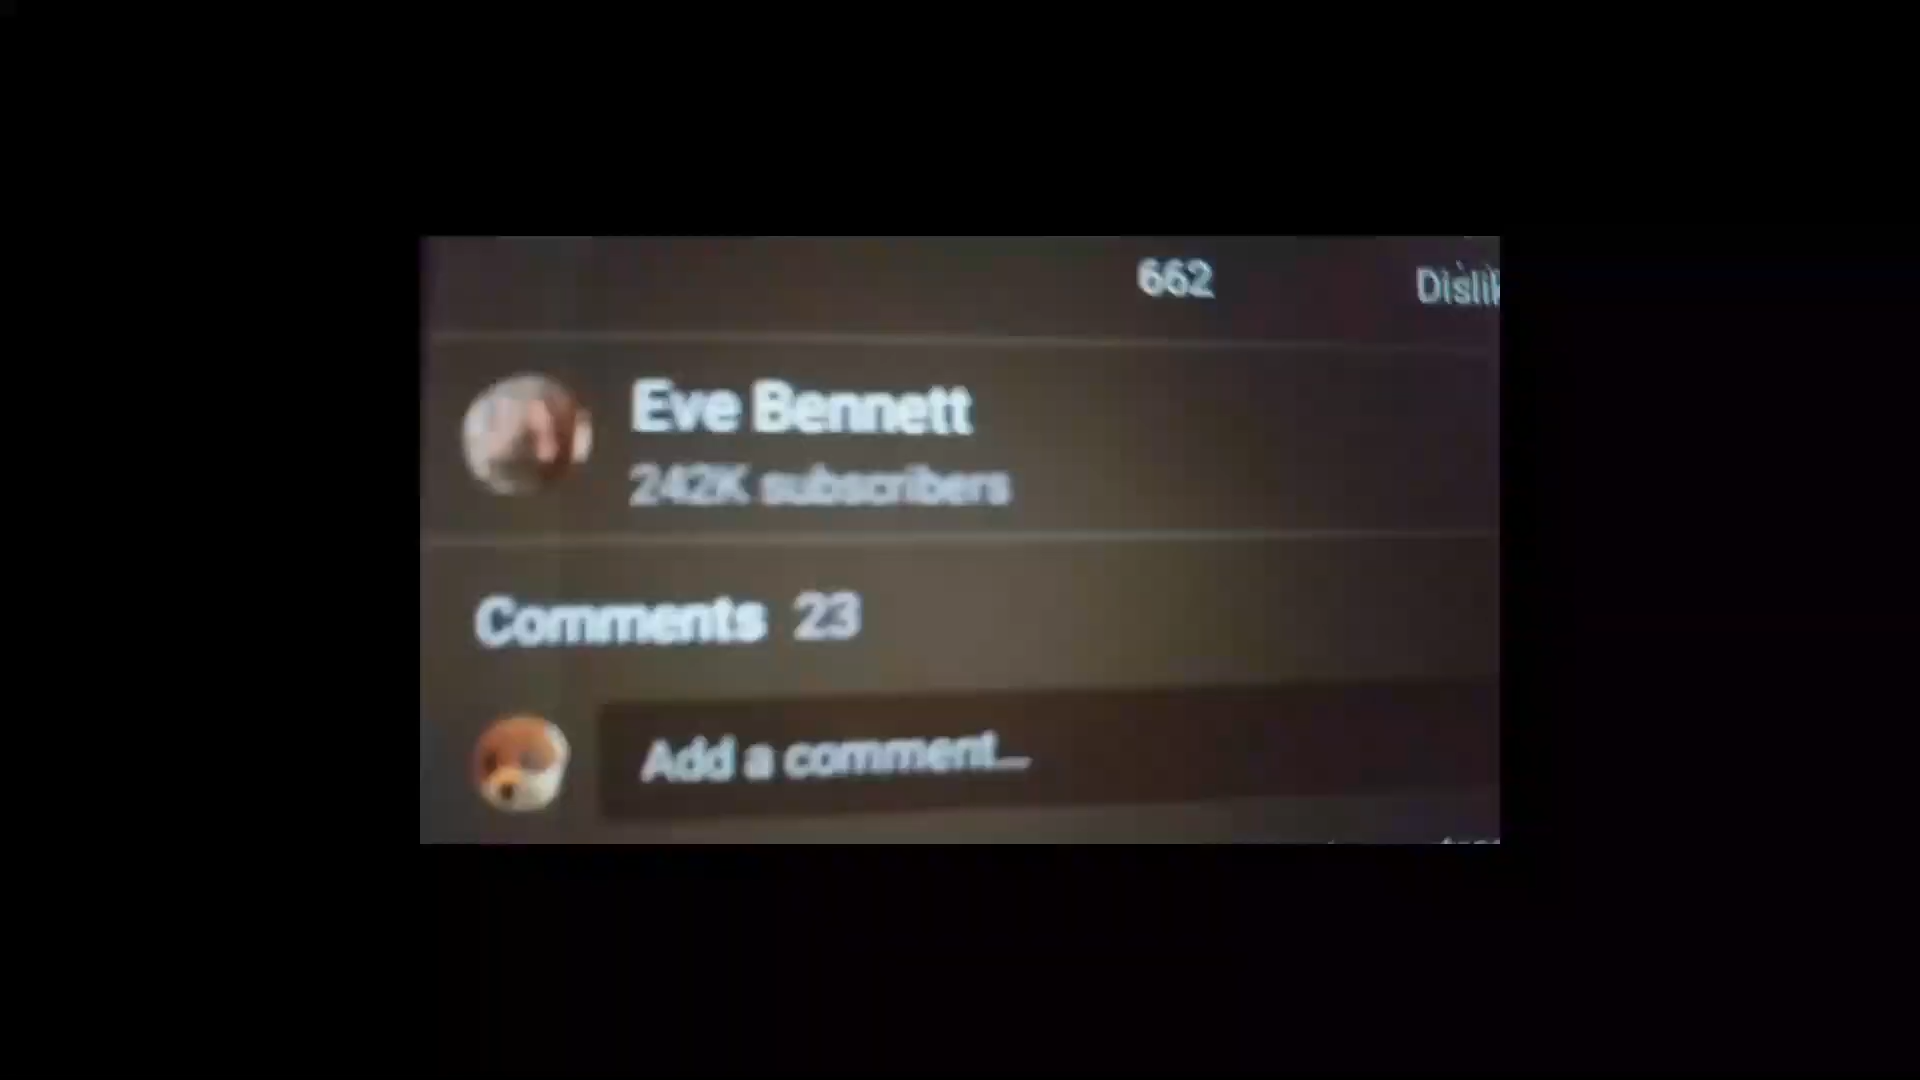 662
Eve Bennett
242K subscribers
Comments 23
Add a comment...